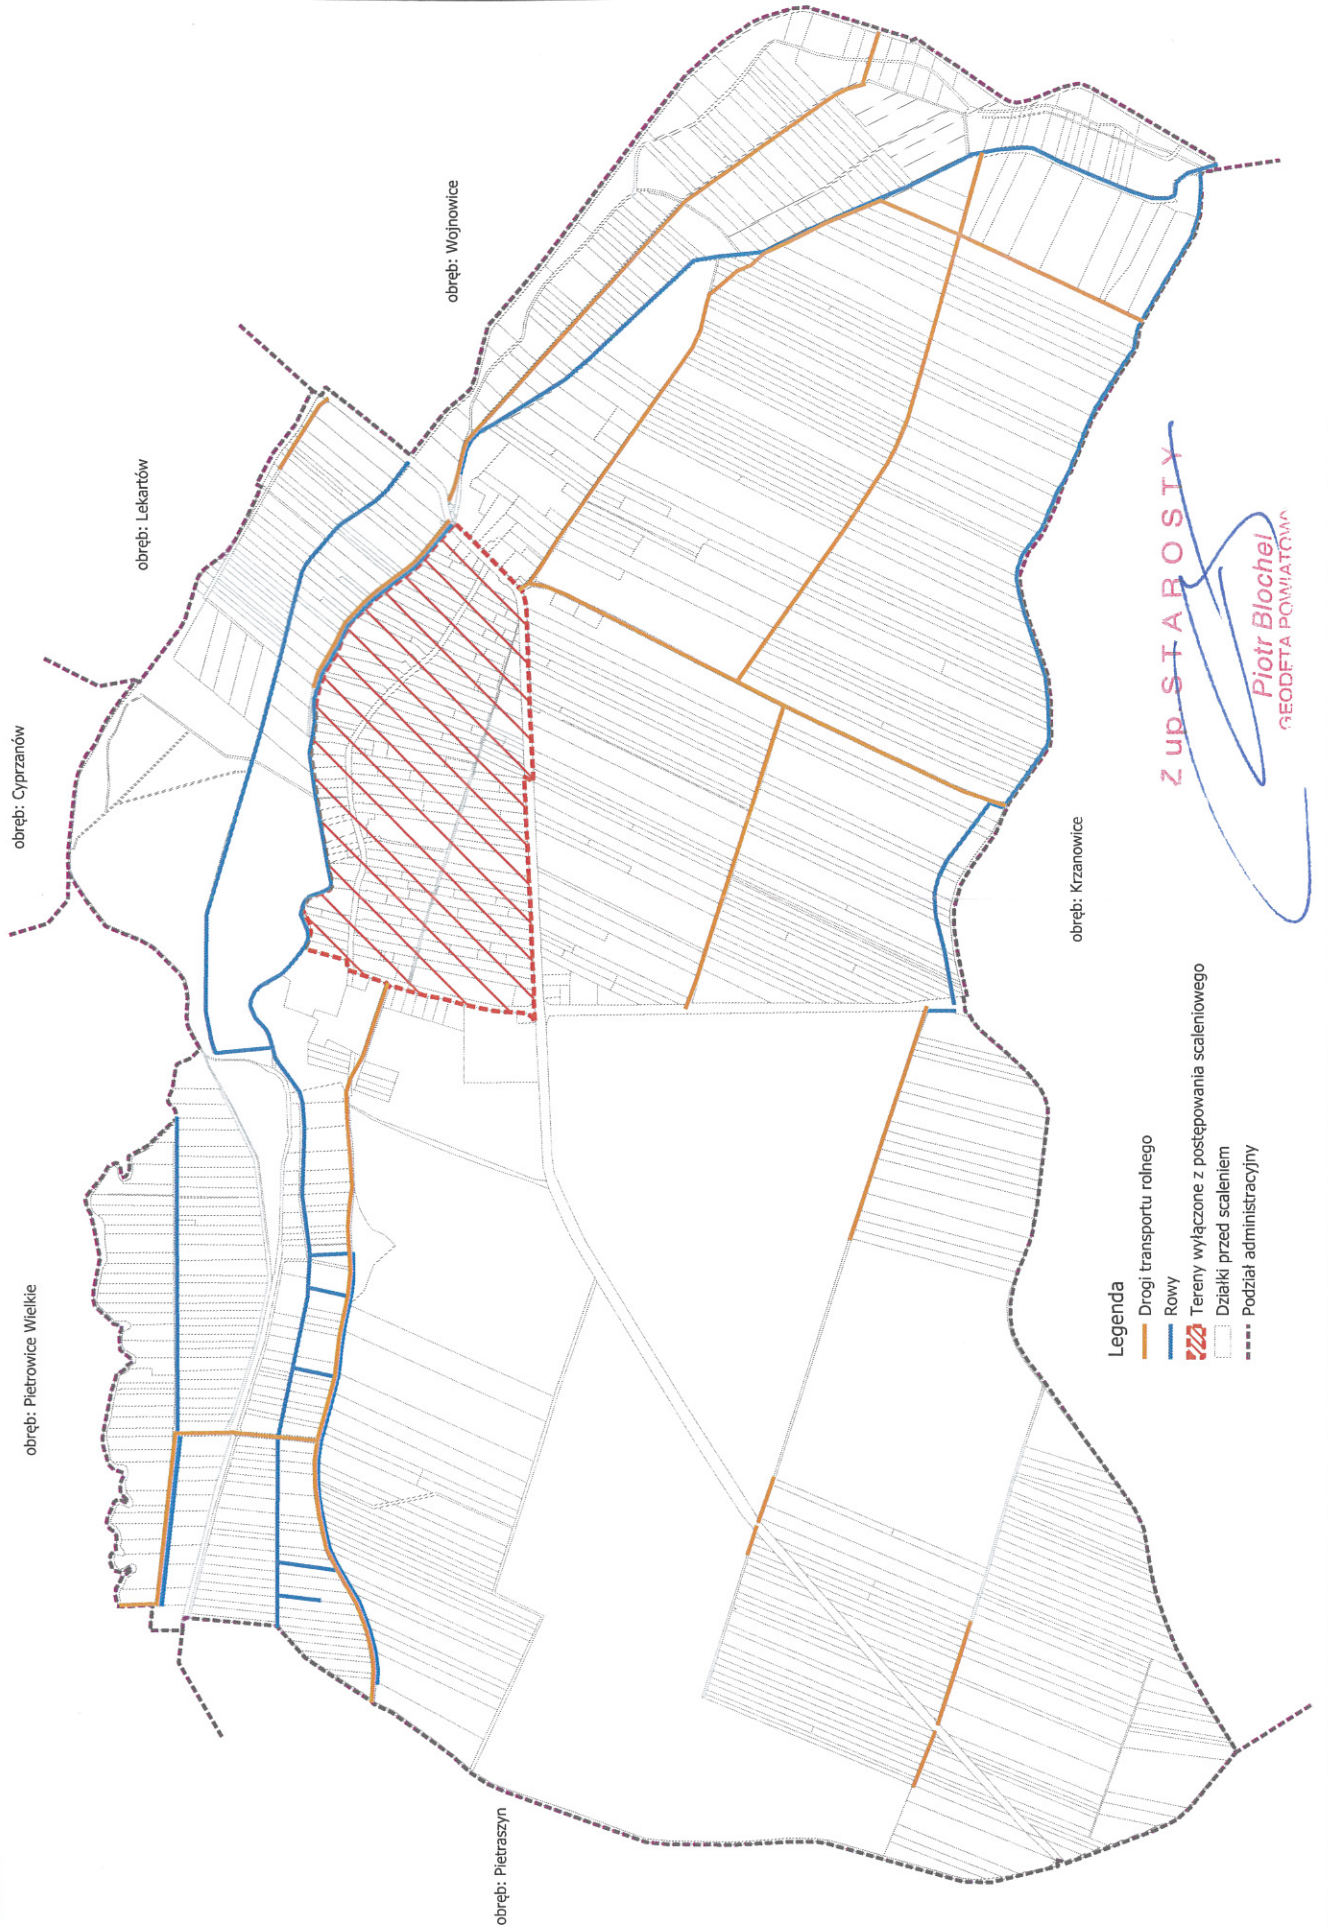 obręb: Pietraszyn
obręb: Pietrowice Wielkie
obręb: Cyprzanów
obręb: Lekartów
obręb: Wojnowice
obręb: Krzanowice
Legenda
Drogi transportu rolnego
Rowy
Tereny wyłączone z postępowania scaleniowego
Działki przed scaleniem
Podział administracyjny
Z up STAROSTY
Piotr Blochel
GEODETA POWIATOWY